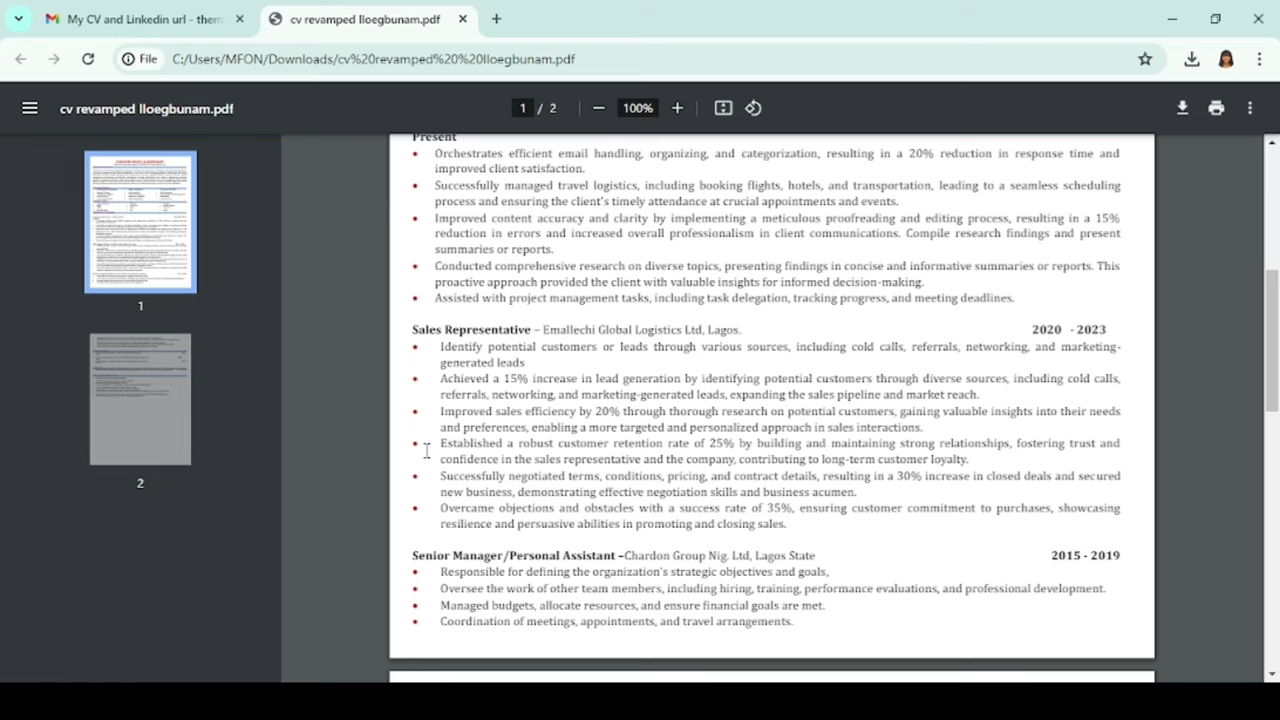 My CV and Linkedin url - them
cv revamped Iloegbunam.pdf
File
C:/Users/MFON/Downloads/cv%20revamped%20%20Iloegbunam.pdf
cv revamped Iloegbunam.pdf
1 / 2
100%
1
2
Present
Orchestrates efficient email handling, organizing, and categorization, resulting in a 20% reduction in response time and
improved client satisfaction.
Successfully managed travel logistics, including booking flights, hotels, and transportation, leading to a seamless scheduling
process and ensuring the client's timely attendance at crucial appointments and events.
Improved content accuracy and clarity by implementing a meticulous proofreading and editing process, resulting in a 15%
reduction in errors and increased overall professionalism in client communications. Compile research findings and present
summaries or reports.
Conducted comprehensive research on diverse topics, presenting findings in concise and informative summaries or reports. This
proactive approach provided the client with valuable insights for informed decision-making.
Assisted with project management tasks, including task delegation, tracking progress, and meeting deadlines.
Sales Representative – Emallechi Global Logistics Ltd, Lagos. 2020 - 2023
Identify potential customers or leads through various sources, including cold calls, referrals, networking, and marketing-
generated leads
Achieved a 15% increase in lead generation by identifying potential customers through diverse sources, including cold calls,
referrals, networking, and marketing-generated leads, expanding the sales pipeline and market reach.
Improved sales efficiency by 20% through thorough research on potential customers, gaining valuable insights into their needs
and preferences, enabling a more targeted and personalized approach in sales interactions.
Established a robust customer retention rate of 25% by building and maintaining strong relationships, fostering trust and
confidence in the sales representative and the company, contributing to long-term customer loyalty.
Successfully negotiated terms, conditions, pricing, and contract details, resulting in a 30% increase in closed deals and secured
new business, demonstrating effective negotiation skills and business acumen.
Overcame objections and obstacles with a success rate of 35%, ensuring customer commitment to purchases, showcasing
resilience and persuasive abilities in promoting and closing sales.
Senior Manager/Personal Assistant –Chardon Group Nig. Ltd, Lagos State 2015 - 2019
Responsible for defining the organization's strategic objectives and goals,
Oversee the work of other team members, including hiring, training, performance evaluations, and professional development.
Managed budgets, allocate resources, and ensure financial goals are met.
Coordination of meetings, appointments, and travel arrangements.